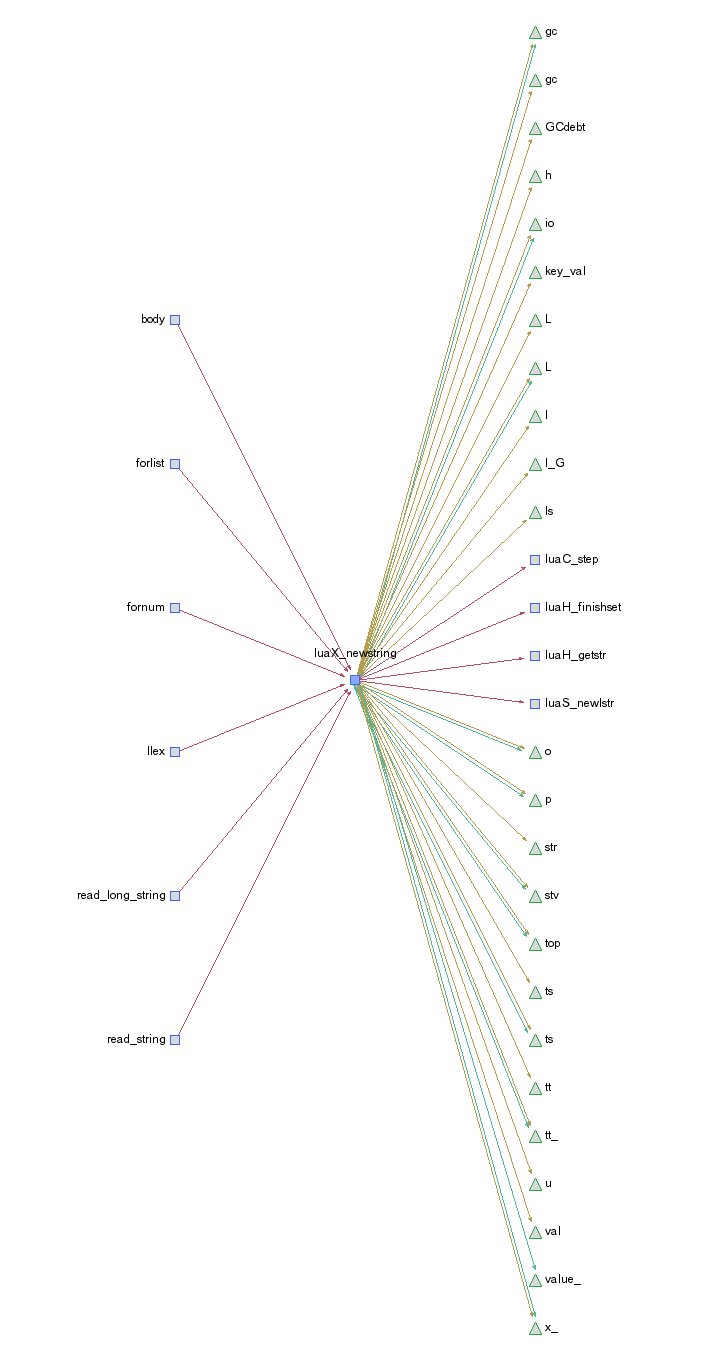 gc
gc
GCdebt
h
io
key_val
body
L
L
l
forlist
l_G
ls
luaC_step
fornum
luaH_finishset
luaX_newstring
luaH_getstr
luaS_newlstr
llex
o
p
str
read_long_string
stv
top
ts
read_string
ts
tt
tt_
u
val
value_
x_